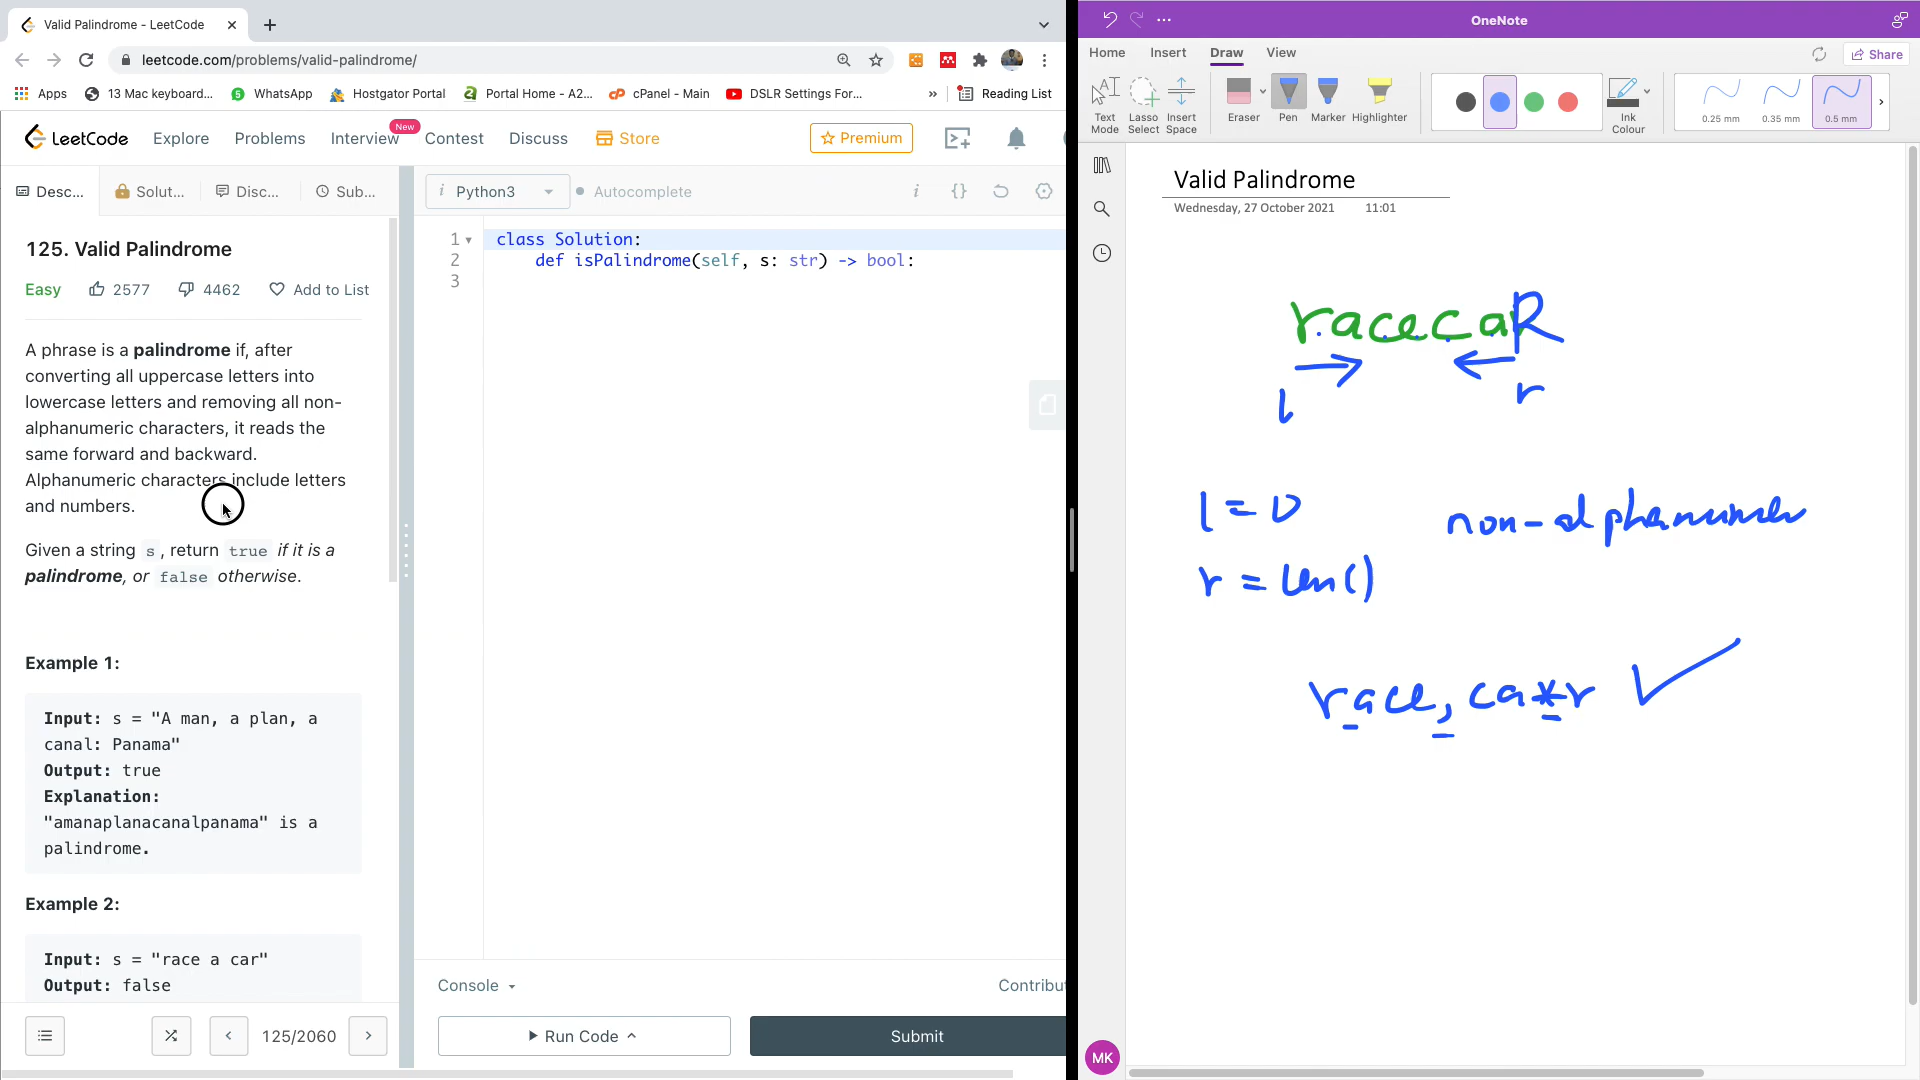 Valid Palindrome - LeetCode
leetcode.com/problems/valid-palindrome/
Apps 13 Mac keyboard... WhatsApp Hostgator Portal Portal Home - A2... cPanel - Main DSLR Settings For... » Reading List
LeetCode Explore Problems Interview New Contest Discuss Store Premium
Desc... Solut... Disc... Sub...
125. Valid Palindrome
Easy 2577 4462 Add to List
A phrase is a palindrome if, after
converting all uppercase letters into
lowercase letters and removing all non-
alphanumeric characters, it reads the
same forward and backward.
Alphanumeric characters include letters
and numbers.
Given a string s, return true if it is a
palindrome, or false otherwise.
Example 1:
Input: s = "A man, a plan, a
canal: Panama"
Output: true
Explanation:
"amanaplanacanalpanama" is a
palindrome.
Example 2:
Input: s = "race a car"
Output: false
125/2060
i Python3 Autocomplete i {}
1 class Solution:
2 def isPalindrome(self, s: str) -> bool:
3
Console Contribut
Run Code Submit
OneNote
Home Insert Draw View Share
Text Mode Lasso Select Insert Space Eraser Pen Marker Highlighter Ink Colour 0.25 mm 0.35 mm 0.5 mm
Valid Palindrome
Wednesday, 27 October 2021 11:01
racecaR
l r
l = 0
non-alphanumer
r = len()
race,ca*r
MK